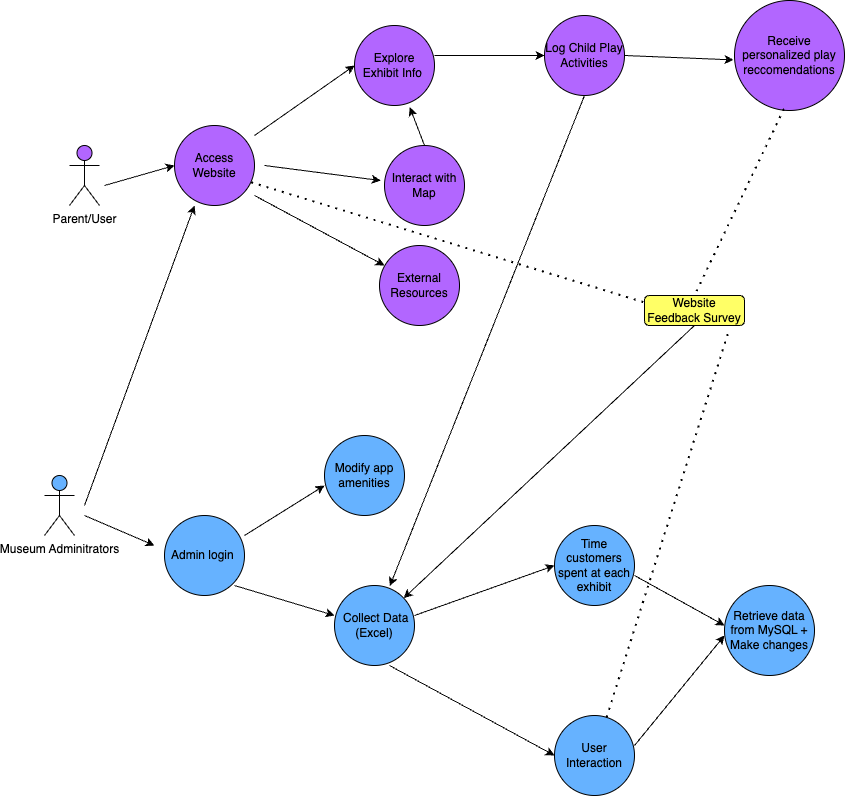 Explore
Exhibit Info
Log Child Play
Activities
Receive
personalized play
reccomendations
Access
Website
Interact with
Map
Parent/User
External
Resources
Website
Feedback Survey
Modify app
amenities
Museum Adminitrators
Admin login
Time
customers
spent at each
exhibit
Collect Data
(Excel)
Retrieve data
from MySQL +
Make changes
User
Interaction